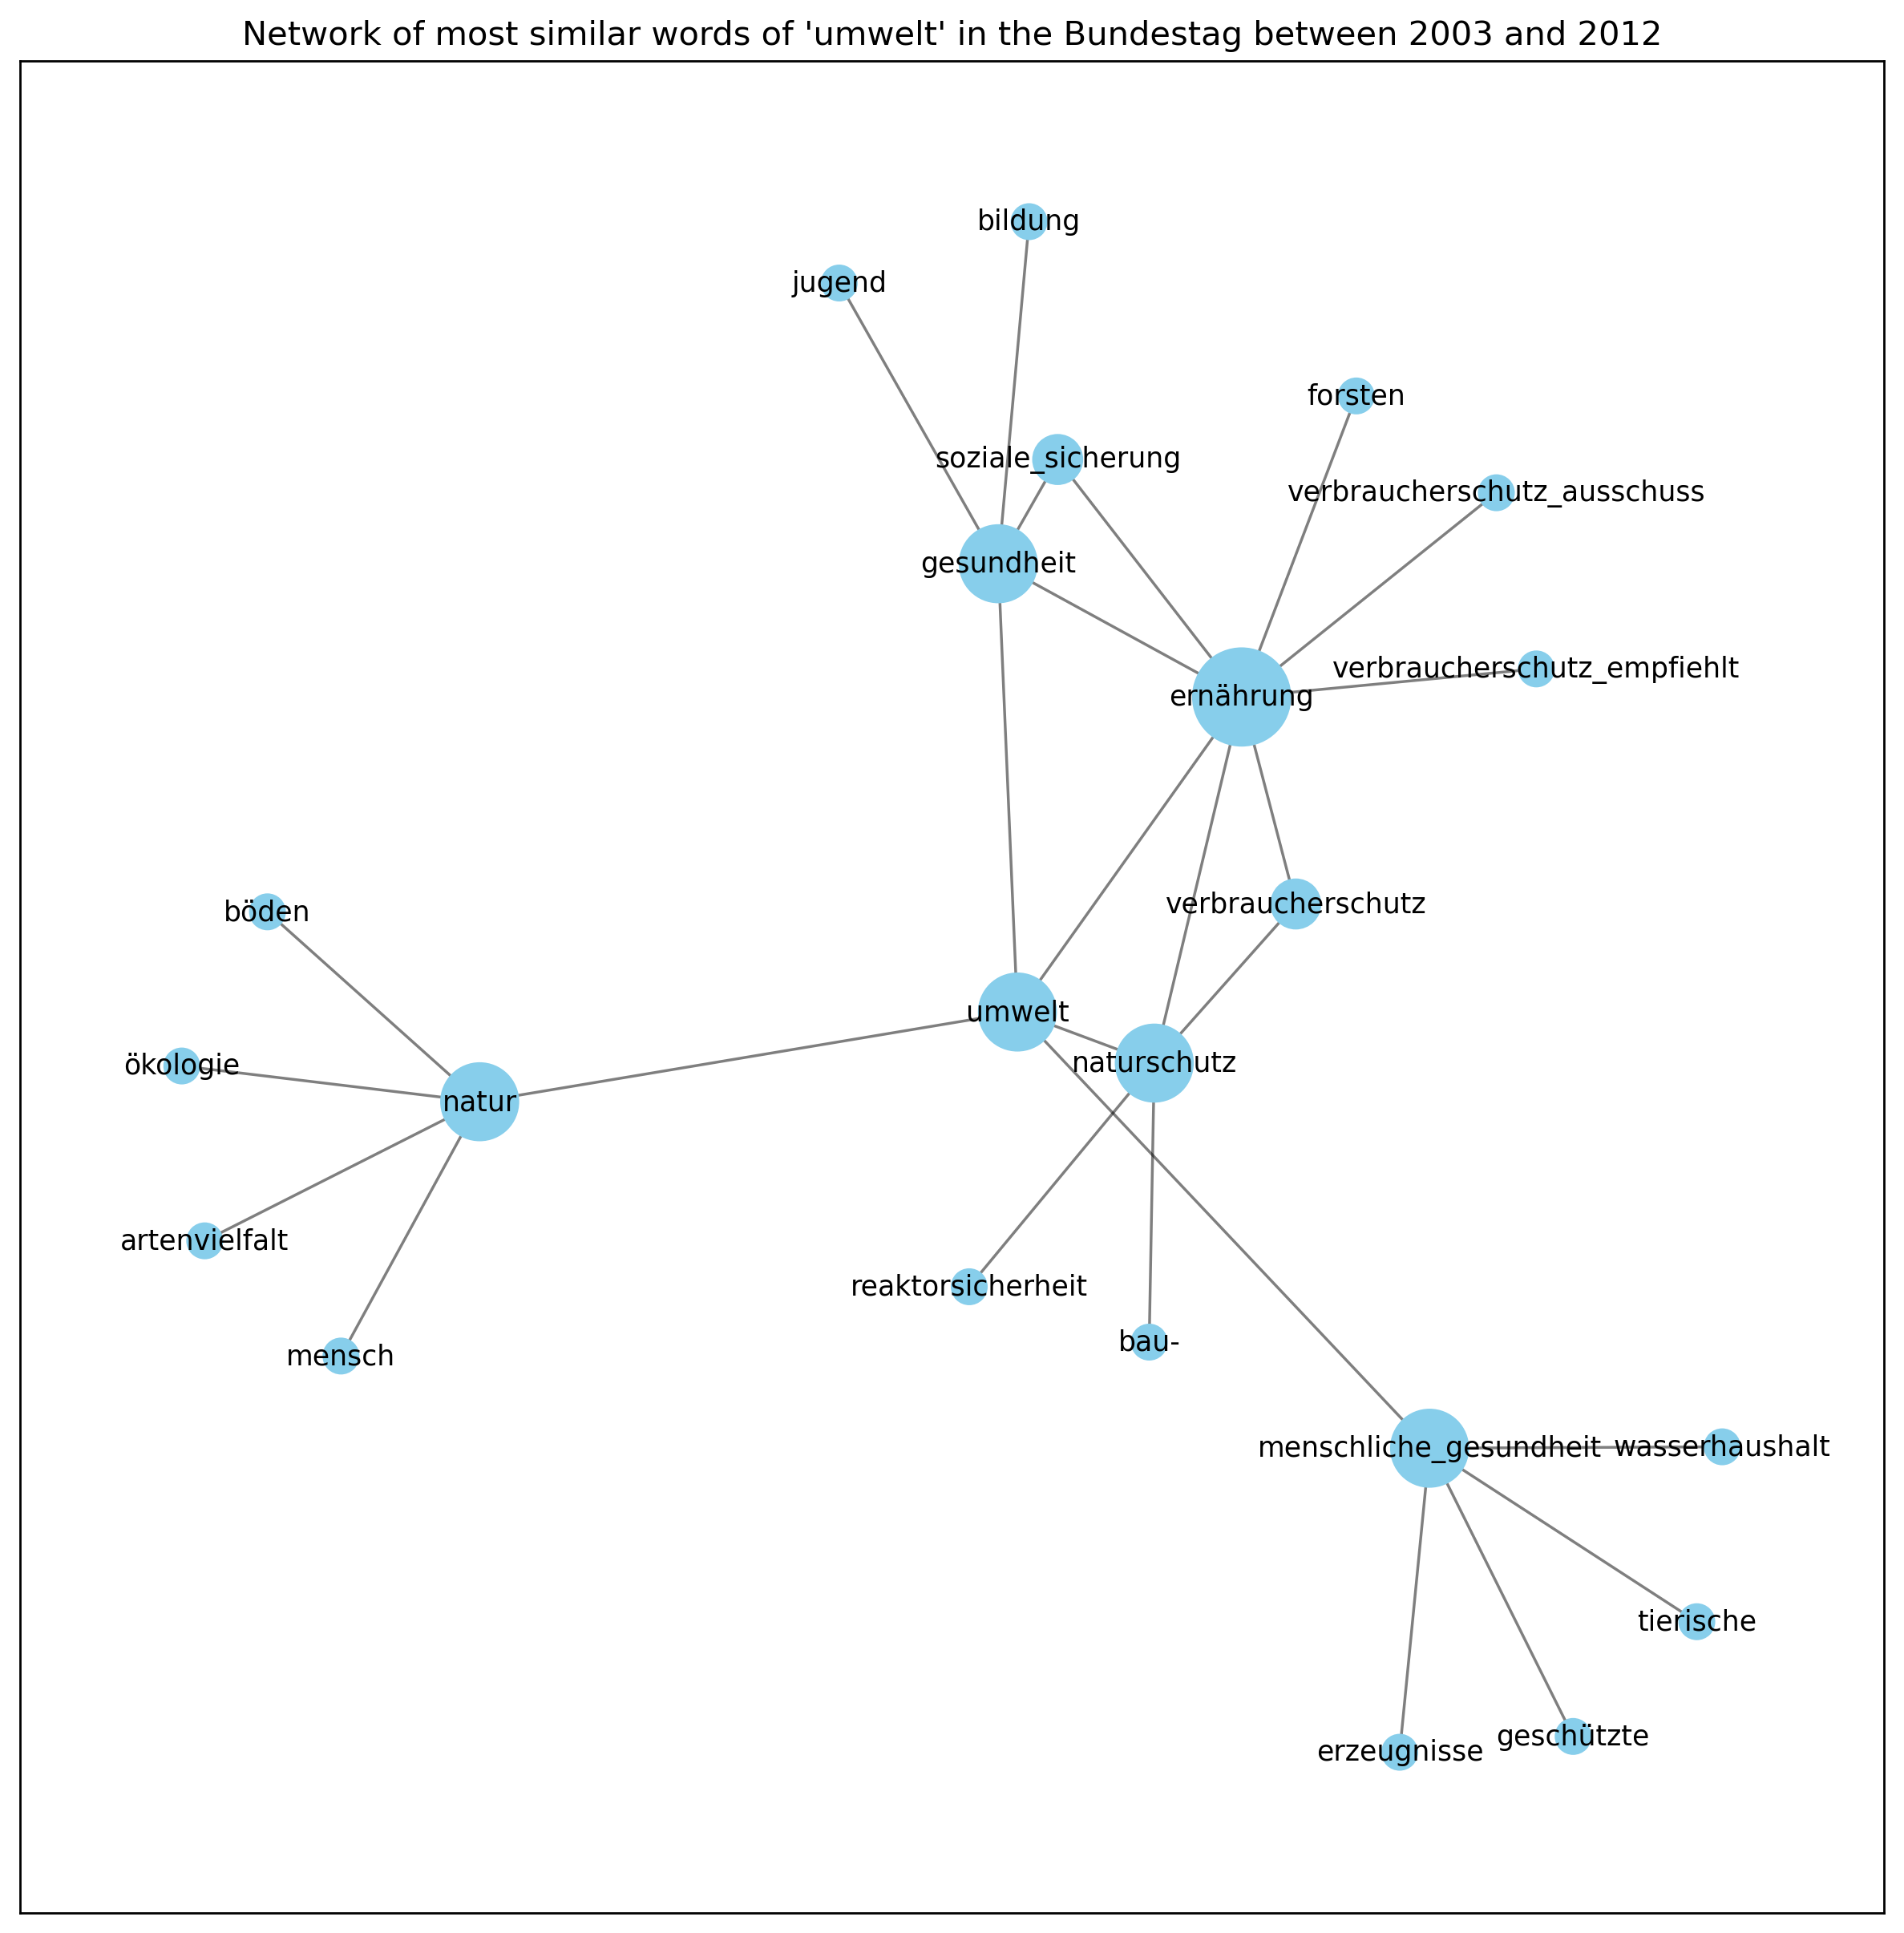 Network of most similar words of 'umwelt' in the Bundestag between 2003 and 2012
bildung
jugend
forsten
soziale_sicherung
verbraucherschutz_ausschuss
gesundheit
verbraucherschutz_empfiehlt
ernährung
verbraucherschutz
böden
umwelt
naturschutz
ökologie
natur
artenvielfalt
reaktorsicherheit
bau-
mensch
menschliche_gesundheit
wasserhaushalt
tierische
geschützte
erzeugnisse